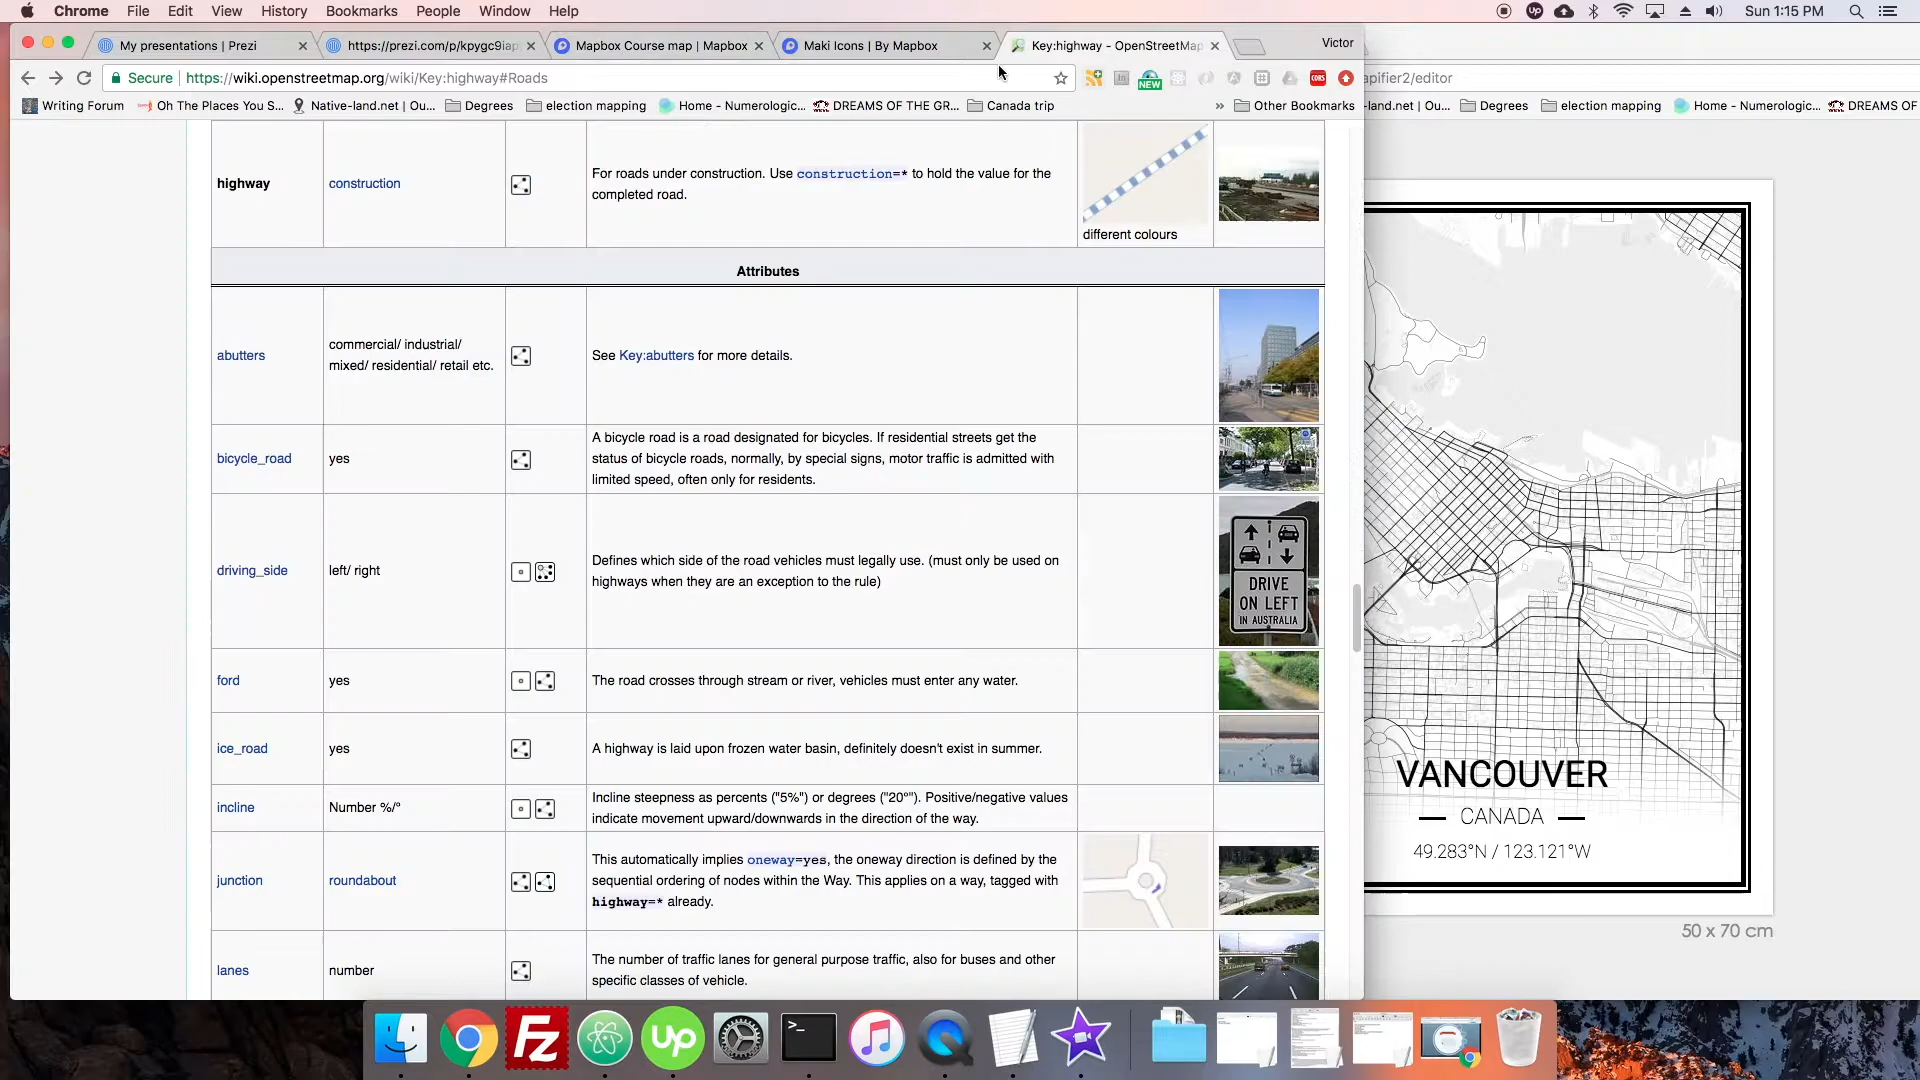 Chrome File Edit View History Bookmarks People Window Help
Sun 1:15 PM
My presentations | Prezi
https://prezi.com/p/kpygc9iap
Mapbox Course map | Mapbox
Maki Icons | By Mapbox
Key:highway - OpenStreetMap
Victor
Secure | https://wiki.openstreetmap.org/wiki/Key:highway#Roads
NEW
CORS
apifier2/editor
Writing Forum
Oh The Places You S...
Native-land.net | Ou...
Degrees
election mapping
Home - Numerologic...
DREAMS OF THE GR...
Canada trip
»
Other Bookmarks
-land.net | Ou...
Degrees
election mapping
Home - Numerologic...
DREAMS OF
highway
construction
For roads under construction. Use construction=* to hold the value for the
completed road.
different colours
Attributes
abutters
commercial/ industrial/
mixed/ residential/ retail etc.
See Key:abutters for more details.
bicycle_road
yes
A bicycle road is a road designated for bicycles. If residential streets get the
status of bicycle roads, normally, by special signs, motor traffic is admitted with
limited speed, often only for residents.
driving_side
left/ right
Defines which side of the road vehicles must legally use. (must only be used on
highways when they are an exception to the rule)
DRIVE
ON LEFT
IN AUSTRALIA
ford
yes
The road crosses through stream or river, vehicles must enter any water.
ice_road
yes
A highway is laid upon frozen water basin, definitely doesn't exist in summer.
incline
Number %/°
Incline steepness as percents ("5%") or degrees ("20°"). Positive/negative values
indicate movement upward/downwards in the direction of the way.
junction
roundabout
This automatically implies oneway=yes, the oneway direction is defined by the
sequential ordering of nodes within the Way. This applies on a way, tagged with
highway=* already.
lanes
number
The number of traffic lanes for general purpose traffic, also for buses and other
specific classes of vehicle.
VANCOUVER
CANADA
49.283°N / 123.121°W
50 x 70 cm
Fz
Up
>_